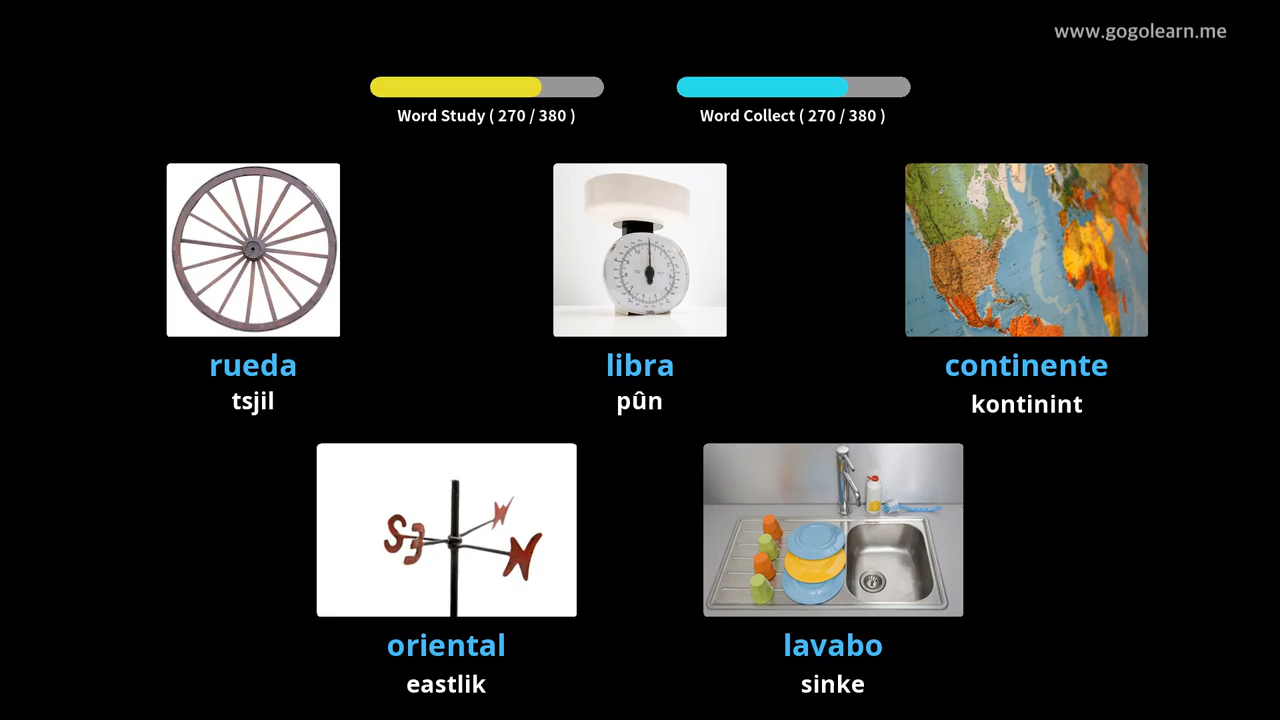 www.gogolearn.me
Word Study ( 270 / 380 )
Word Collect ( 270 / 380 )
rueda
tsjil
libra
pûn
continente
kontinint
oriental
eastlik
lavabo
sinke